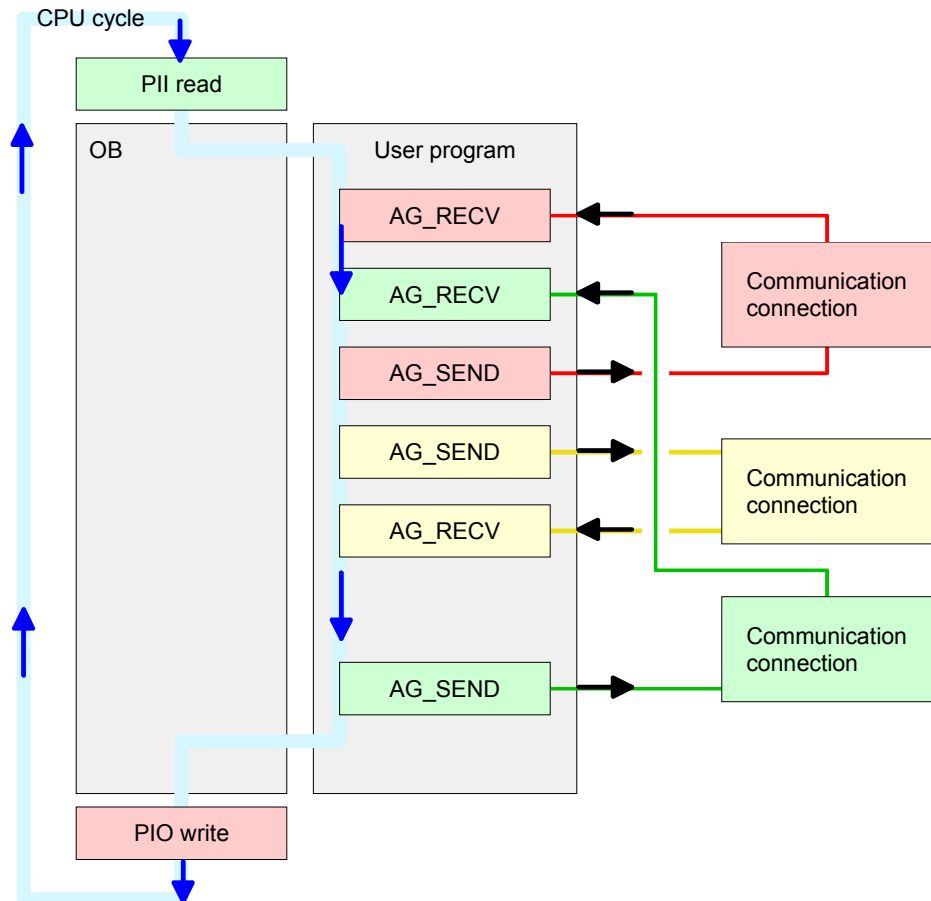 CPU cycle
PII read
OB
User program
AG_RECV
AG_RECV
AG_SEND
AG_SEND
AG_RECV
AG_SEND
Communication
connection
Communication
connection
Communication
connection
PIO write